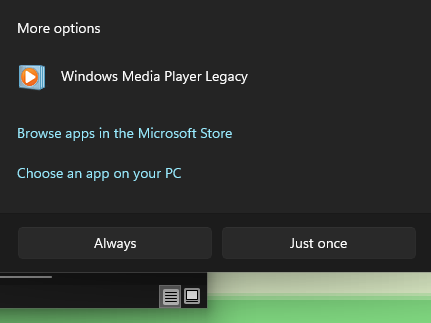 More options
Windows Media Player Legacy
Browse apps in the Microsoft Store
Choose an app on your PC
Always
Just once